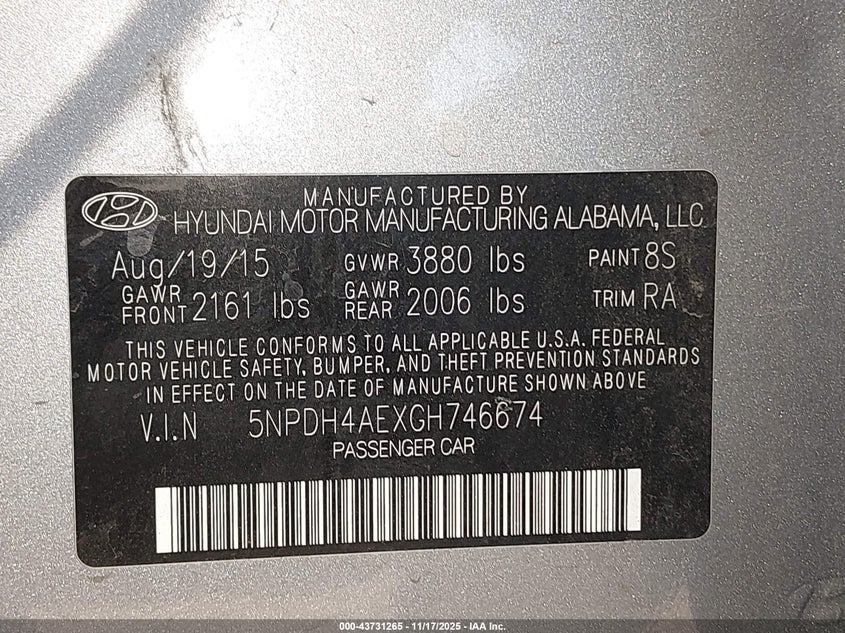 MANUFACTURED BY
HYUNDAI MOTOR MANUFACTURING ALABAMA, LLC
Aug/19/15 GVWR 3880 lbs PAINT 8S
GAWR FRONT 2161 lbs GAWR REAR 2006 lbs TRIM RA
THIS VEHICLE CONFORMS TO ALL APPLICABLE U.S.A. FEDERAL
MOTOR VEHICLE SAFETY, BUMPER, AND THEFT PREVENTION STANDARDS
IN EFFECT ON THE DATE OF MANUFACTURE SHOWN ABOVE
V.I.N 5NPDH4AEXGH746674
PASSENGER CAR
000-43731265 - 11/17/2025 - IAA Inc.